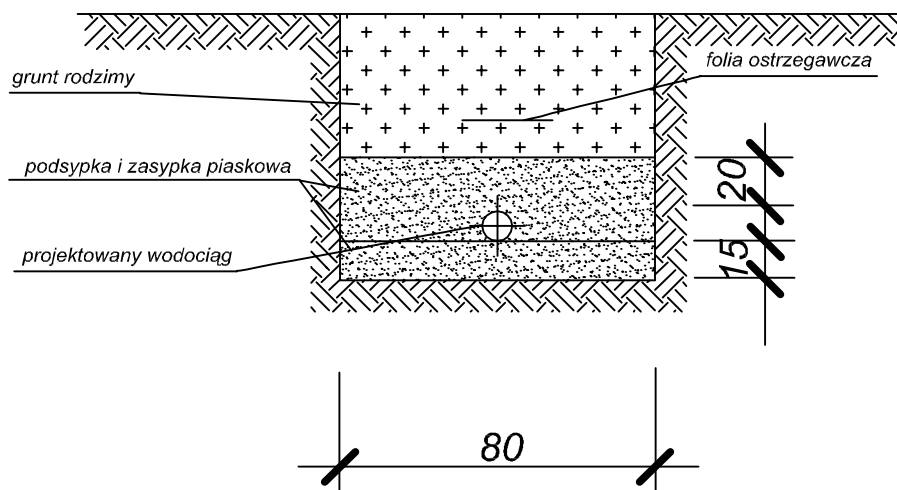 folia ostrzegawcza
grunt rodzimy
podsypka i zasypka piaskowa
20
15
projektowany wodociąg
80